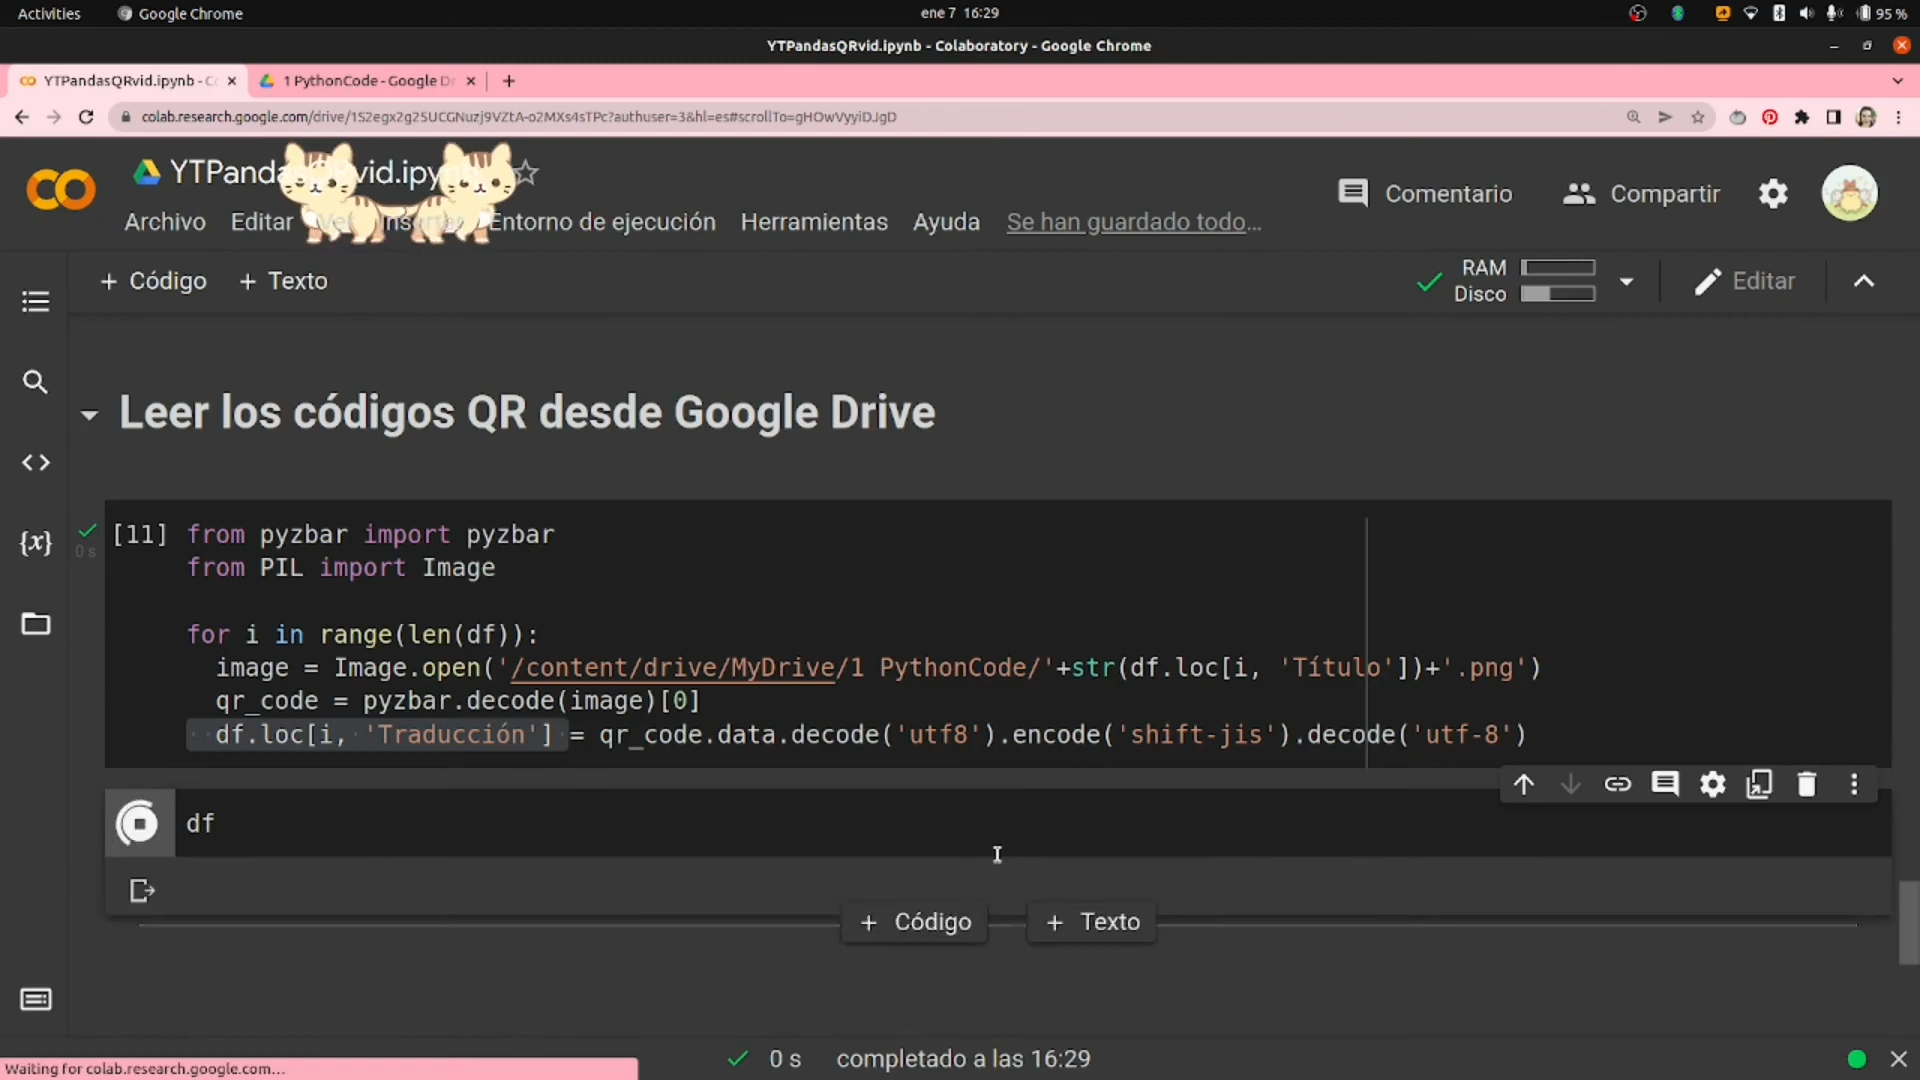 Activities
Google Chrome
ene 7 16:29
95 %
YTPandasQRvid.ipynb - Colaboratory - Google Chrome
YTPandasQRvid.ipynb - C
1 PythonCode - Google Dr
colab.research.google.com/drive/1S2egx2g25UCGNuzj9VZtA-o2MXs4sTPc?authuser=3&hl=es#scrollTo=gHOwVyyiDJgD
YTPandasQRvid.ipynb
Comentario
Compartir
Archivo
Editar
Ver
Insertar
Entorno de ejecución
Herramientas
Ayuda
Se han guardado todo…
+ Código
+ Texto
RAM
Disco
Editar
Leer los códigos QR desde Google Drive
0 s
[11]
from pyzbar import pyzbar
from PIL import Image
for i in range(len(df)):
image = Image.open('/content/drive/MyDrive/1 PythonCode/'+str(df.loc[i, 'Título'])+'.png')
qr_code = pyzbar.decode(image)[0]
df.loc[i, 'Traducción'] = qr_code.data.decode('utf8').encode('shift-jis').decode('utf-8')
df
+ Código
+ Texto
Waiting for colab.research.google.com...
0 s
completado a las 16:29